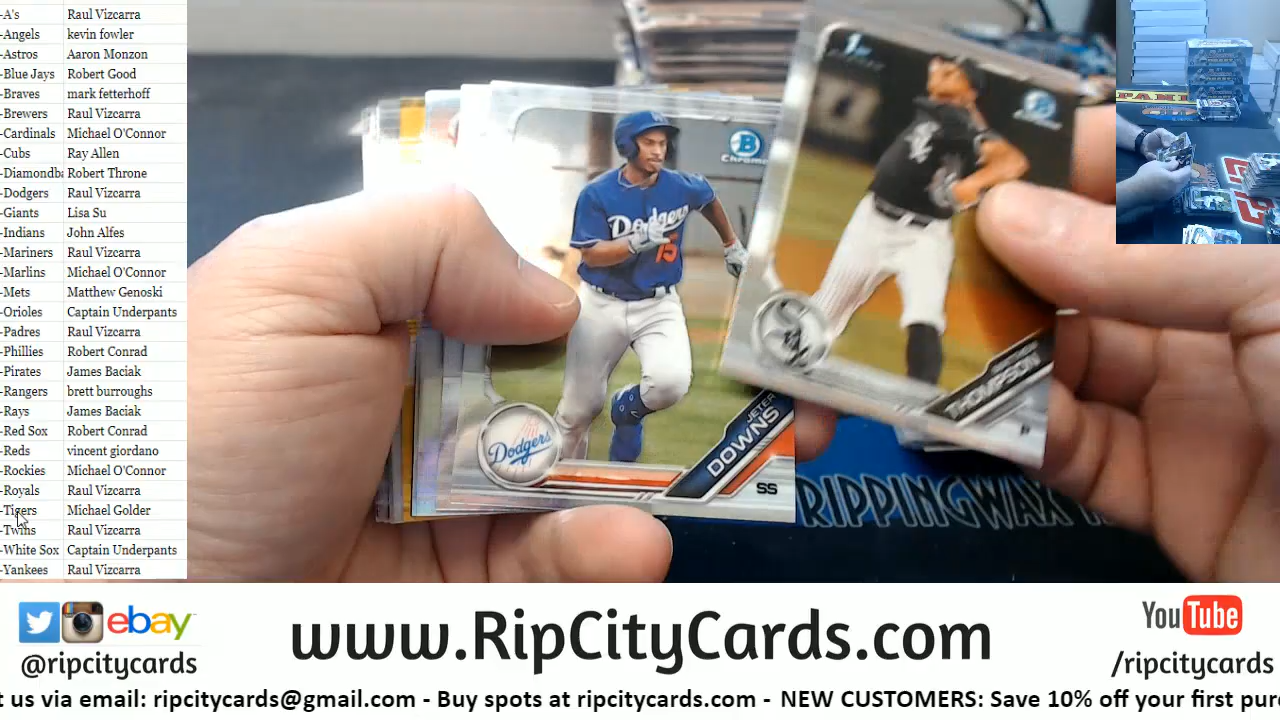 -A's Raul Vizcarra
-Angels kevin fowler
-Astros Aaron Monzon
-Blue Jays Robert Good
-Braves mark fetterhoff
-Brewers Raul Vizcarra
-Cardinals Michael O'Connor
-Cubs Ray Allen
-Diamondba Robert Throne
-Dodgers Raul Vizcarra
-Giants Lisa Su
-Indians John Alfes
-Mariners Raul Vizcarra
-Marlins Michael O'Connor
-Mets Matthew Genoski
-Orioles Captain Underpants
-Padres Raul Vizcarra
-Phillies Robert Conrad
-Pirates James Baciak
-Rangers brett burroughs
-Rays James Baciak
-Red Sox Robert Conrad
-Reds vincent giordano
-Rockies Michael O'Connor
-Royals Raul Vizcarra
-Tigers Michael Golder
-Twins Raul Vizcarra
-White Sox Captain Underpants
-Yankees Raul Vizcarra
B
Chrome
Dodgers
15
Dodgers
JETER
DOWNS
SS
1st
THOMPSON
P
RIPPINGWAX
ebay
@ripcitycards
www.RipCityCards.com
YouTube
/ripcitycards
t us via email: ripcitycards@gmail.com - Buy spots at ripcitycards.com - NEW CUSTOMERS: Save 10% off your first pur